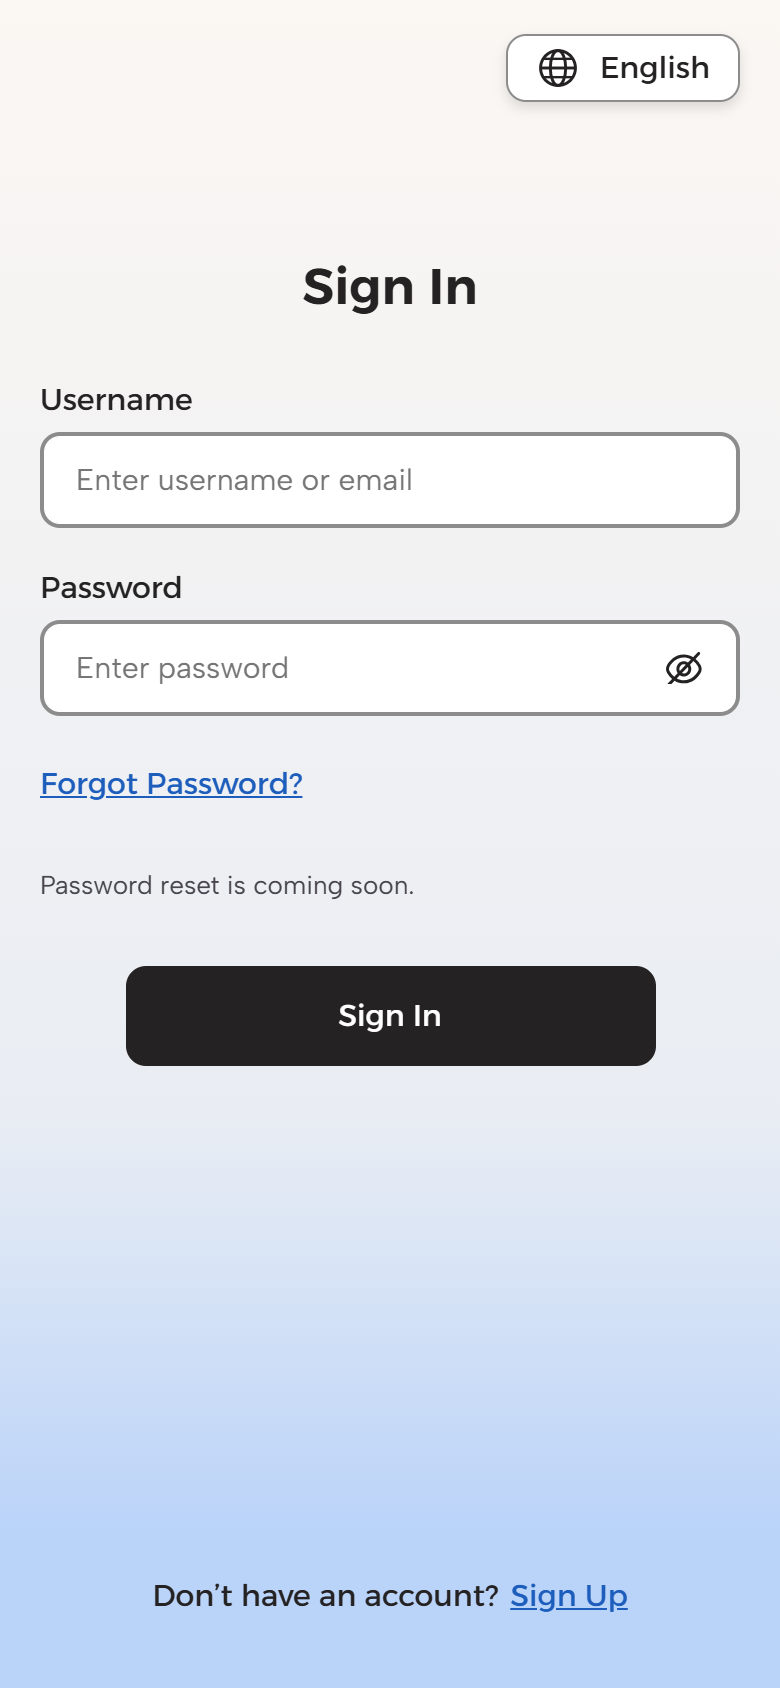 English
Sign In
Username
Enter username or email
Password
Enter password
Forgot Password?
Password reset is coming soon.
Sign In
Don’t have an account? Sign Up